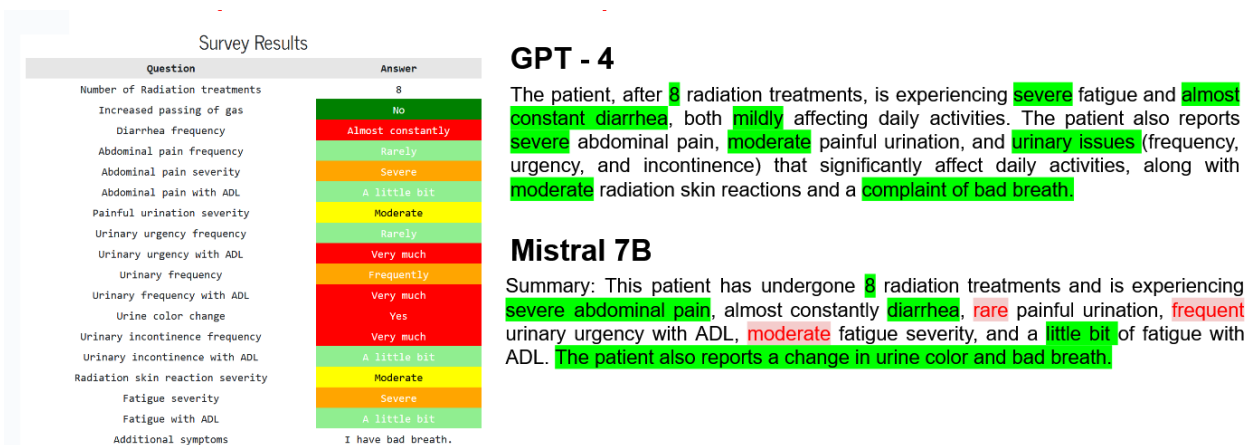 Survey Results
Question Answer
Number of Radiation treatments 8
Increased passing of gas No
Diarrhea frequency Almost constantly
Abdominal pain frequency Rarely
Abdominal pain severity Severe
Abdominal pain with ADL A little bit
Painful urination severity Moderate
Urinary urgency frequency Rarely
Urinary urgency with ADL Very much
Urinary frequency Frequently
Urinary frequency with ADL Very much
Urine color change Yes
Urinary incontinence frequency Very much
Urinary incontinence with ADL A little bit
Radiation skin reaction severity Moderate
Fatigue severity Severe
Fatigue with ADL A little bit
Additional symptoms I have bad breath.
GPT - 4
The patient, after 8 radiation treatments, is experiencing severe fatigue and almost
constant diarrhea, both mildly affecting daily activities. The patient also reports
severe abdominal pain, moderate painful urination, and urinary issues (frequency,
urgency, and incontinence) that significantly affect daily activities, along with
moderate radiation skin reactions and a complaint of bad breath.
Mistral 7B
Summary: This patient has undergone 8 radiation treatments and is experiencing
severe abdominal pain, almost constantly diarrhea, rare painful urination, frequent
urinary urgency with ADL, moderate fatigue severity, and a little bit of fatigue with
ADL. The patient also reports a change in urine color and bad breath.